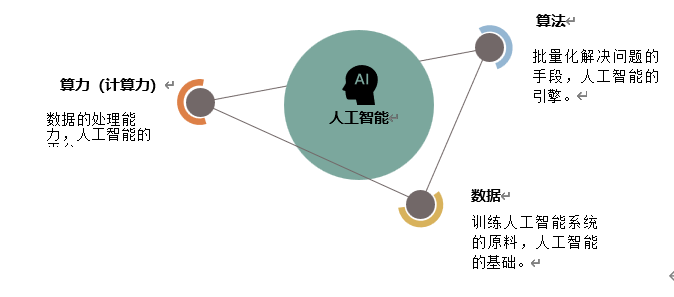 算法
批量化解决问题的
手段，人工智能的
引擎。
算力（计算力）
数据的处理能
力，人工智能的
AI
人工智能
数据
训练人工智能系统
的原料，人工智能
的基础。